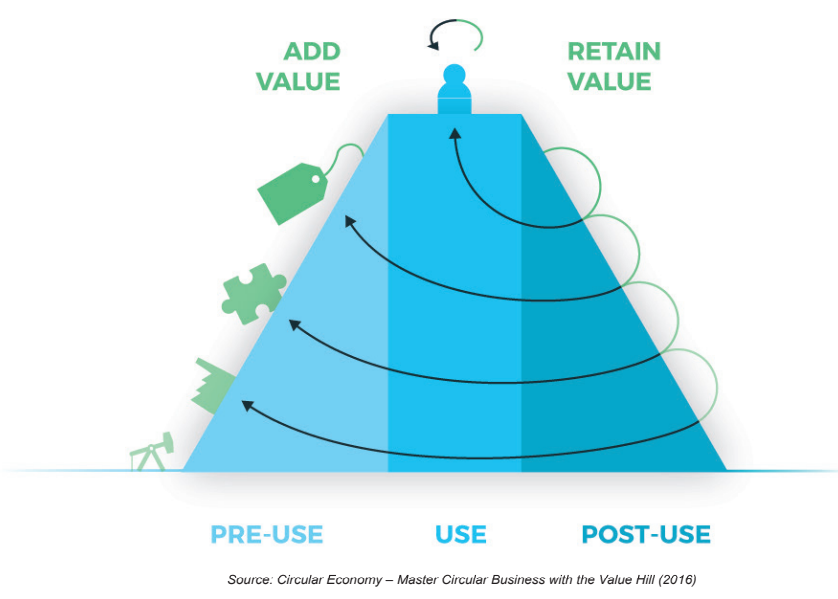 ADD
VALUE
RETAIN
VALUE
PRE-USE
USE
POST-USE
Source: Circular Economy – Master Circular Business with the Value Hill (2016)